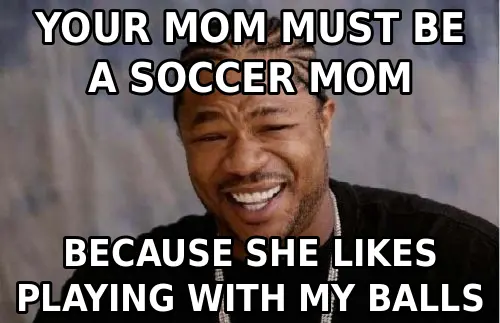 YOUR MOM MUST BE
A SOCCER MOM
BECAUSE SHE LIKES
PLAYING WITH MY BALLS